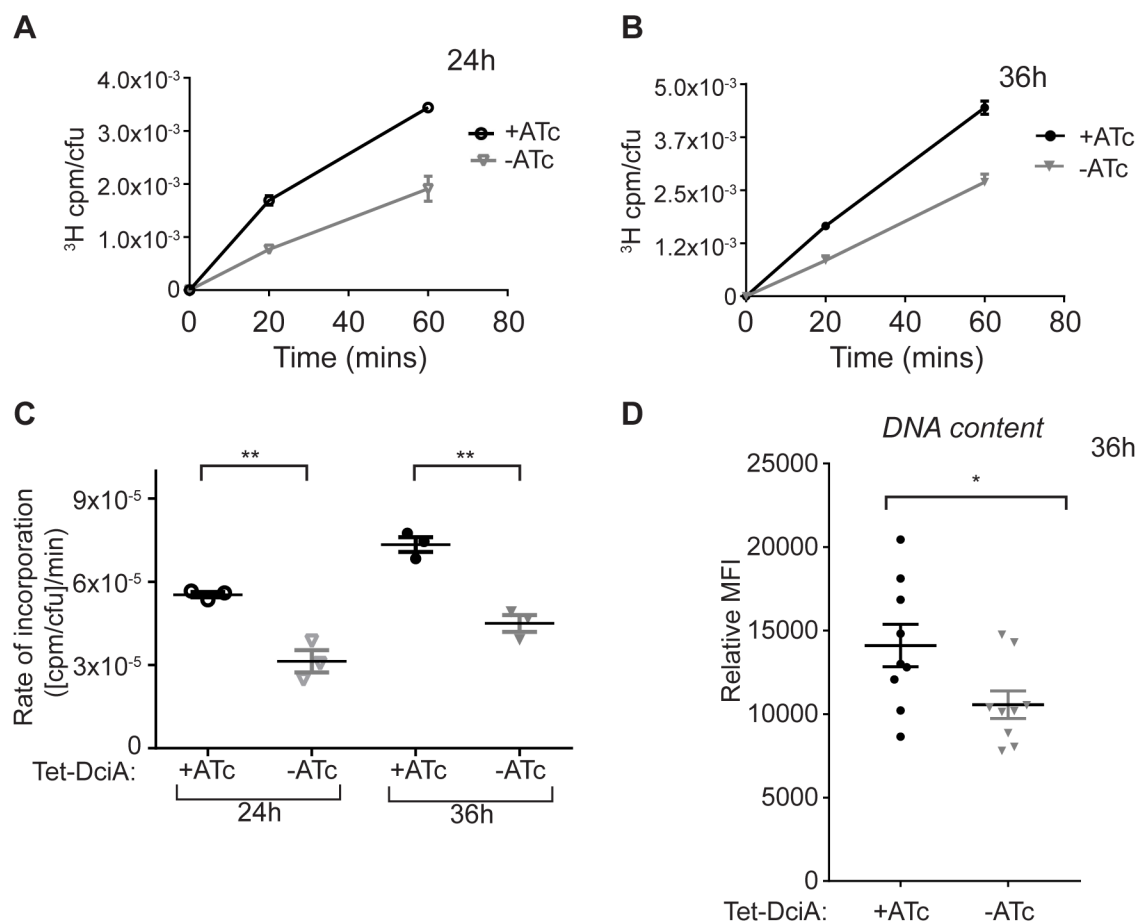 A
24h
4.0x10⁻³
3.0x10⁻³
2.0x10⁻³
1.0x10⁻³
0
³H cpm/cfu
0 20 40 60 80
Time (mins)
+ATc
-ATc
B
36h
5.0x10⁻³
3.7x10⁻³
2.5x10⁻³
1.2x10⁻³
0
³H cpm/cfu
0 20 40 60 80
Time (mins)
+ATc
-ATc
C
** **
9x10⁻⁵
6x10⁻⁵
3x10⁻⁵
0
Rate of incorporation
([cpm/cfu]/min)
Tet-DciA: +ATc -ATc +ATc -ATc
24h 36h
D
DNA content
36h
*
25000
20000
15000
10000
5000
0
Relative MFI
Tet-DciA: +ATc -ATc